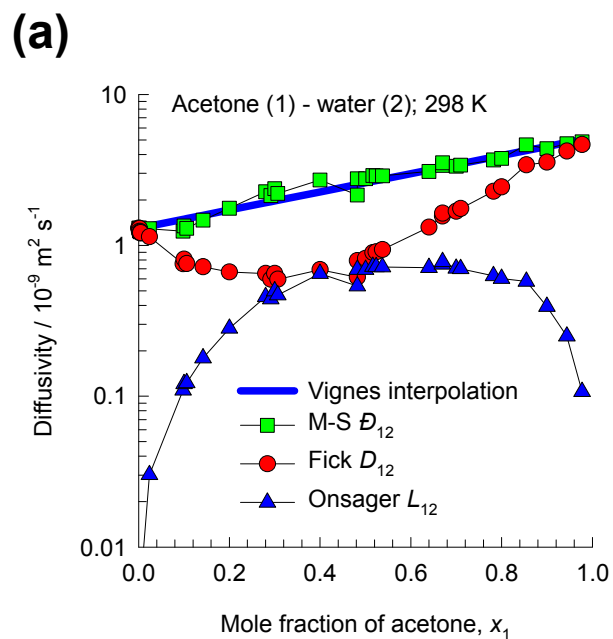 (a)
Acetone (1) - water (2); 298 K
10
1
0.1
0.01
Diffusivity / 10⁻⁹ m² s⁻¹
Vignes interpolation
M-S Đ₁₂
Fick D₁₂
Onsager L₁₂
0.0 0.2 0.4 0.6 0.8 1.0
Mole fraction of acetone, x₁